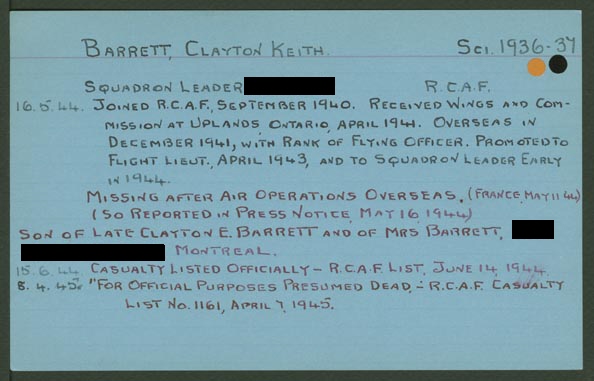 BARRETT, CLAYTON KEITH. SCI. 1936-37
SQUADRON LEADER R.C.A.F.
16.5.44. JOINED R.C.A.F., SEPTEMBER 1940. RECEIVED WINGS AND COM-
MISSION AT UPLANDS, ONTARIO, APRIL 1941. OVERSEAS IN
DECEMBER 1941, WITH RANK OF FLYING OFFICER. PROMOTED TO
FLIGHT LIEUT., APRIL 1943, AND TO SQUADRON LEADER EARLY
IN 1944.
MISSING AFTER AIR OPERATIONS OVERSEAS. (FRANCE, MAY 11 44)
(SO REPORTED IN PRESS NOTICE, MAY 16, 1944)
SON OF LATE CLAYTON E. BARRETT AND OF MRS BARRETT,
MONTREAL.
15.6.44. CASUALTY LISTED OFFICIALLY – R.C.A.F. LIST, JUNE 14, 1944.
8.4.45. "FOR OFFICIAL PURPOSES PRESUMED DEAD, – R.C.A.F. CASUALTY
LIST NO. 1161, APRIL 7, 1945.